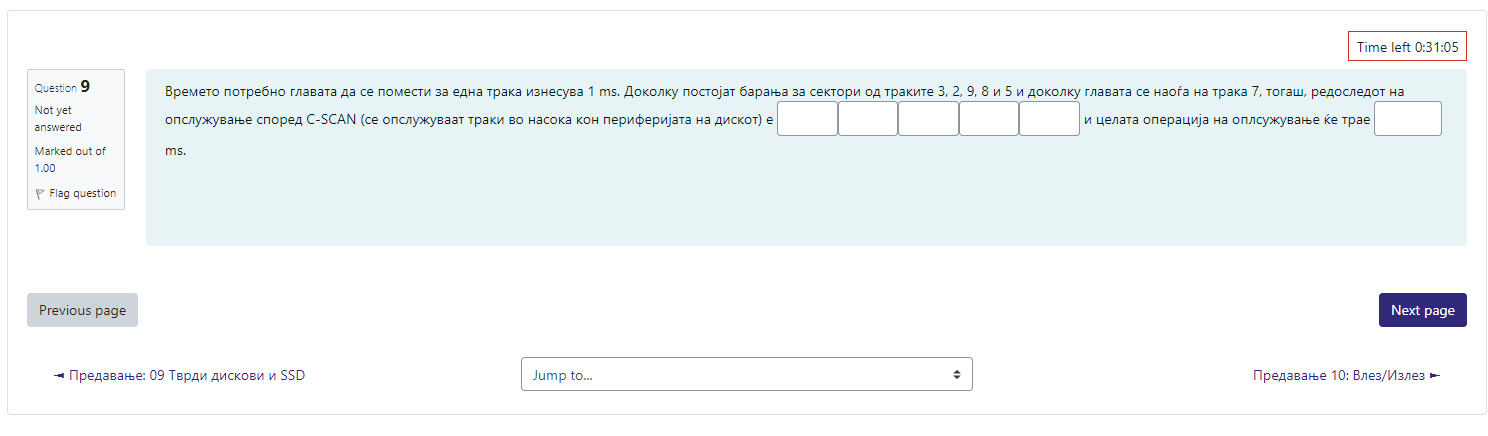 Time left 0:31:05
Question 9
Not yet
answered
Marked out of
1.00
Flag question
Времето потребно главата да се помести за една трака изнесува 1 ms. Доколку постојат барања за сектори од траките 3, 2, 9, 8 и 5 и доколку главата се наоѓа на трака 7, тогаш, редоследот на
опслужување според C-SCAN (се опслужуваат траки во насока кон периферијата на дискот) е и целата операција на оплсужување ќе трае
ms.
Previous page
Next page
◄ Предавање: 09 Тврди дискови и SSD
Jump to...
Предавање 10: Влез/Излез ►